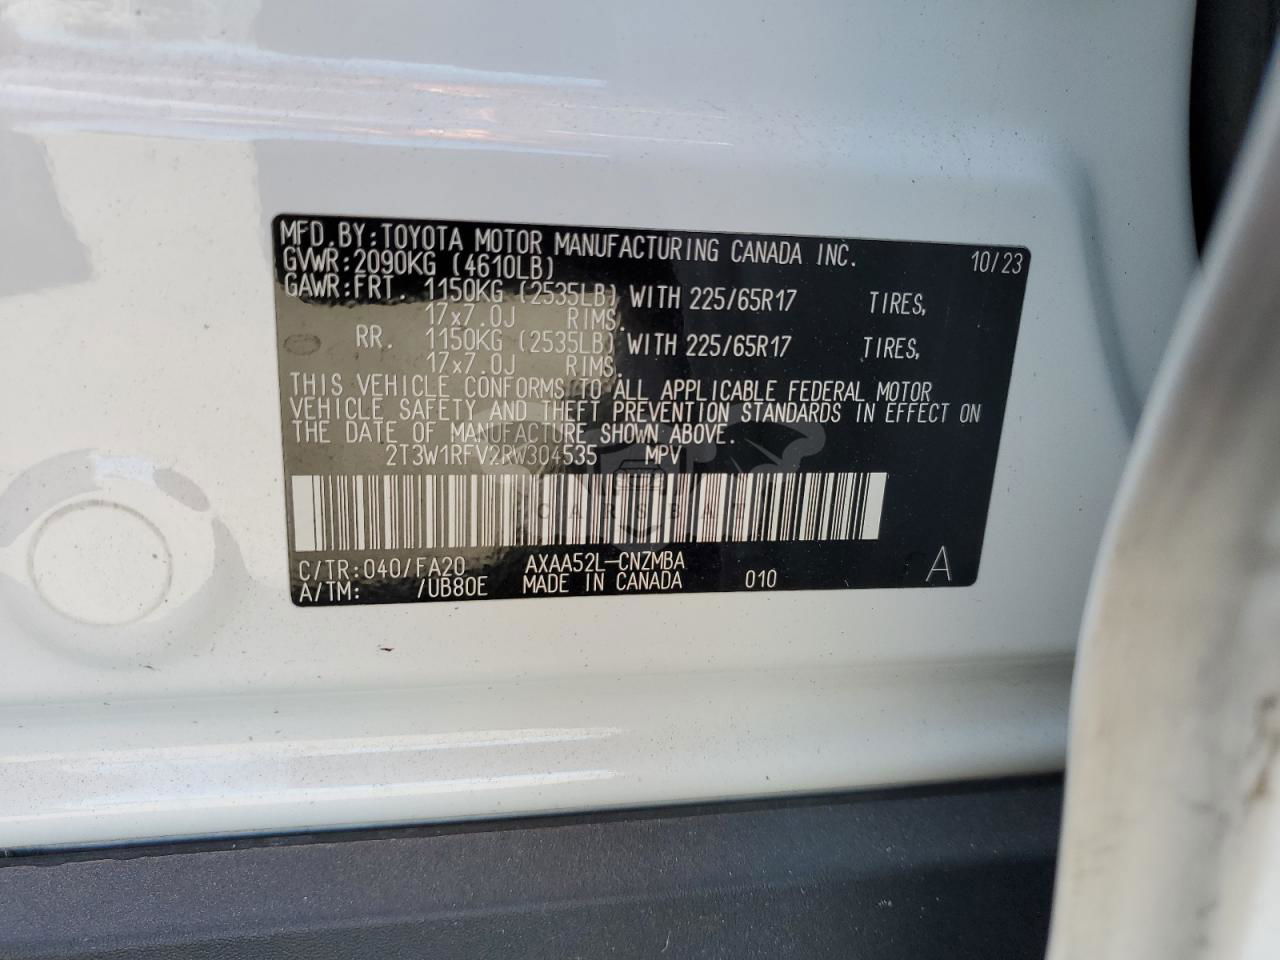 MFD.BY:TOYOTA MOTOR MANUFACTURING CANADA INC. 10/23
GVWR:2090KG (4610LB)
GAWR:FRT. 1150KG (2535LB) WITH 225/65R17 TIRES,
17x7.0J RIMS.
RR. 1150KG (2535LB) WITH 225/65R17 TIRES,
17x7.0J RIMS.
THIS VEHICLE CONFORMS TO ALL APPLICABLE FEDERAL MOTOR
VEHICLE SAFETY AND THEFT PREVENTION STANDARDS IN EFFECT ON
THE DATE OF MANUFACTURE SHOWN ABOVE.
2T3W1RFV2RW304535 MPV
CARSBAT
C/TR:040/FA20 AXAA52L-CNZMBA
A/TM: /UB80E MADE IN CANADA 010 A